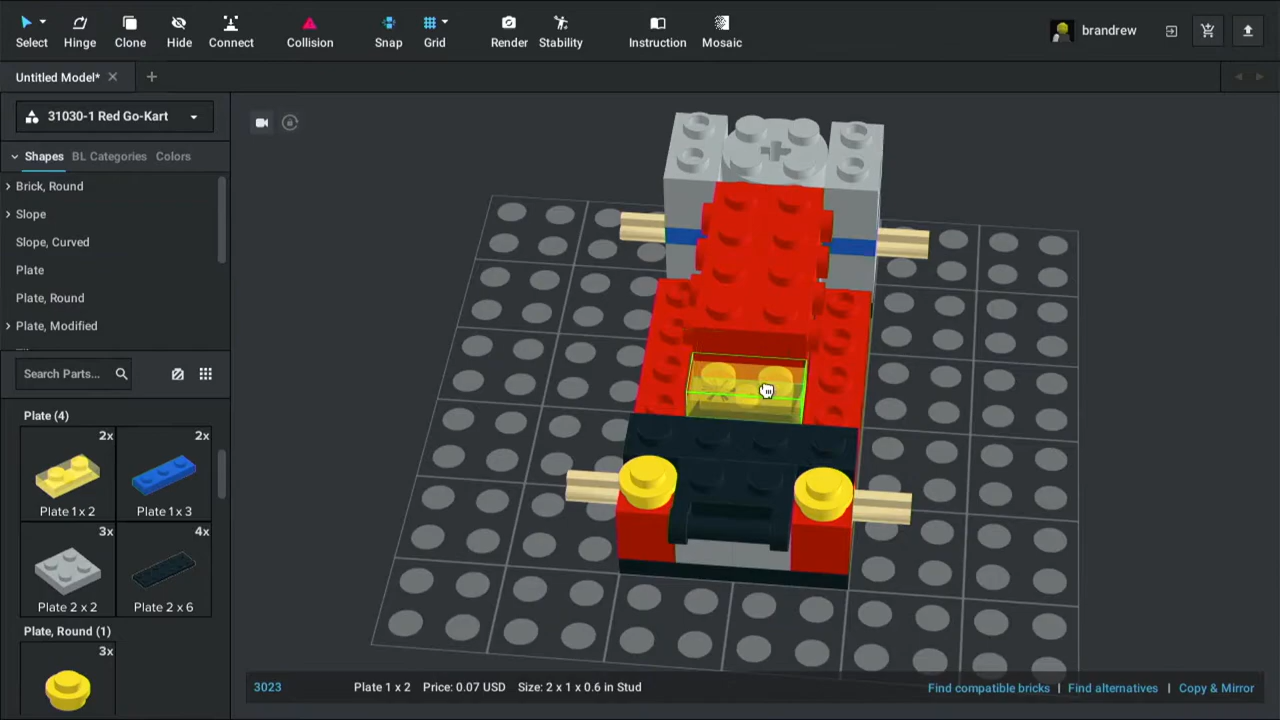 Select Hinge Clone Hide Connect Collision Snap Grid Render Stability Instruction Mosaic brandrew
Untitled Model*
31030-1 Red Go-Kart
Shapes BL Categories Colors
Brick, Round
Slope
Slope, Curved
Plate
Plate, Round
Plate, Modified
Search Parts...
Plate (4)
2x 2x
Plate 1 x 2 Plate 1 x 3
3x 4x
Plate 2 x 2 Plate 2 x 6
Plate, Round (1)
3x
3023 Plate 1 x 2 Price: 0.07 USD Size: 2 x 1 x 0.6 in Stud Find compatible bricks | Find alternatives | Copy & Mirror